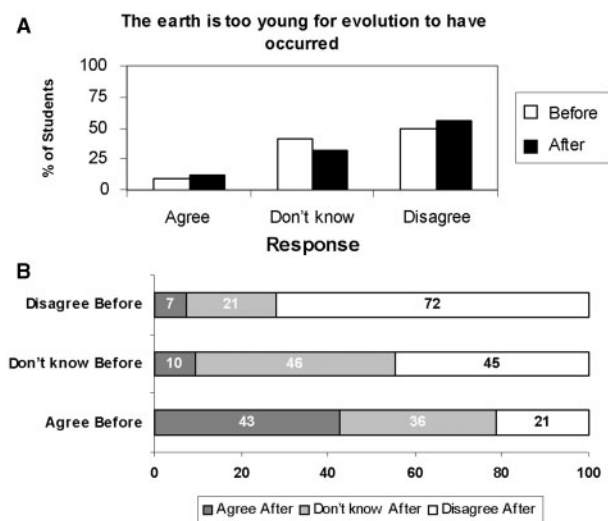 A
The earth is too young for evolution to have
occurred
% of Students
100
75
50
25
0
Agree
Don't know
Disagree
Response
Before
After
B
Disagree Before
7
21
72
Don't know Before
10
46
45
Agree Before
43
36
21
0
20
40
60
80
100
Agree After
Don't know After
Disagree After